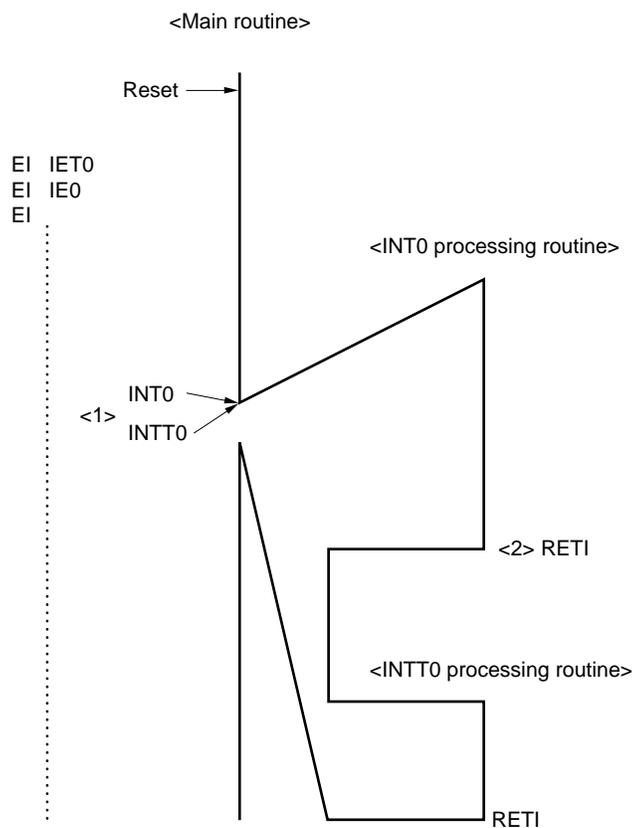 <Main routine>
Reset
EI IET0
EI IE0
EI
<INT0 processing routine>
INT0
<1>
INTT0
<2> RETI
<INTT0 processing routine>
RETI